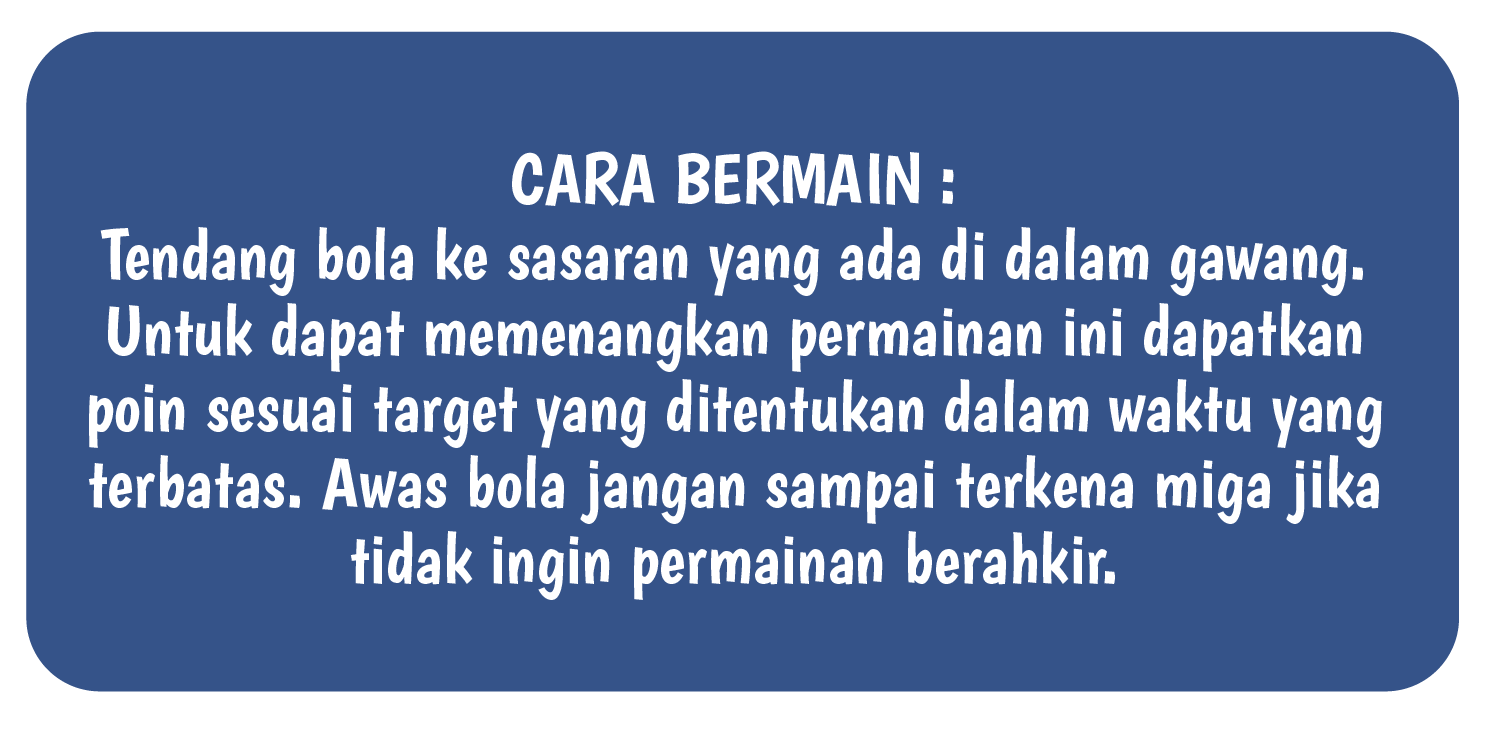 CARA BERMAIN :
Tendang bola ke sasaran yang ada di dalam gawang.
Untuk dapat memenangkan permainan ini dapatkan
poin sesuai target yang ditentukan dalam waktu yang
terbatas. Awas bola jangan sampai terkena miga jika
tidak ingin permainan berahkir.